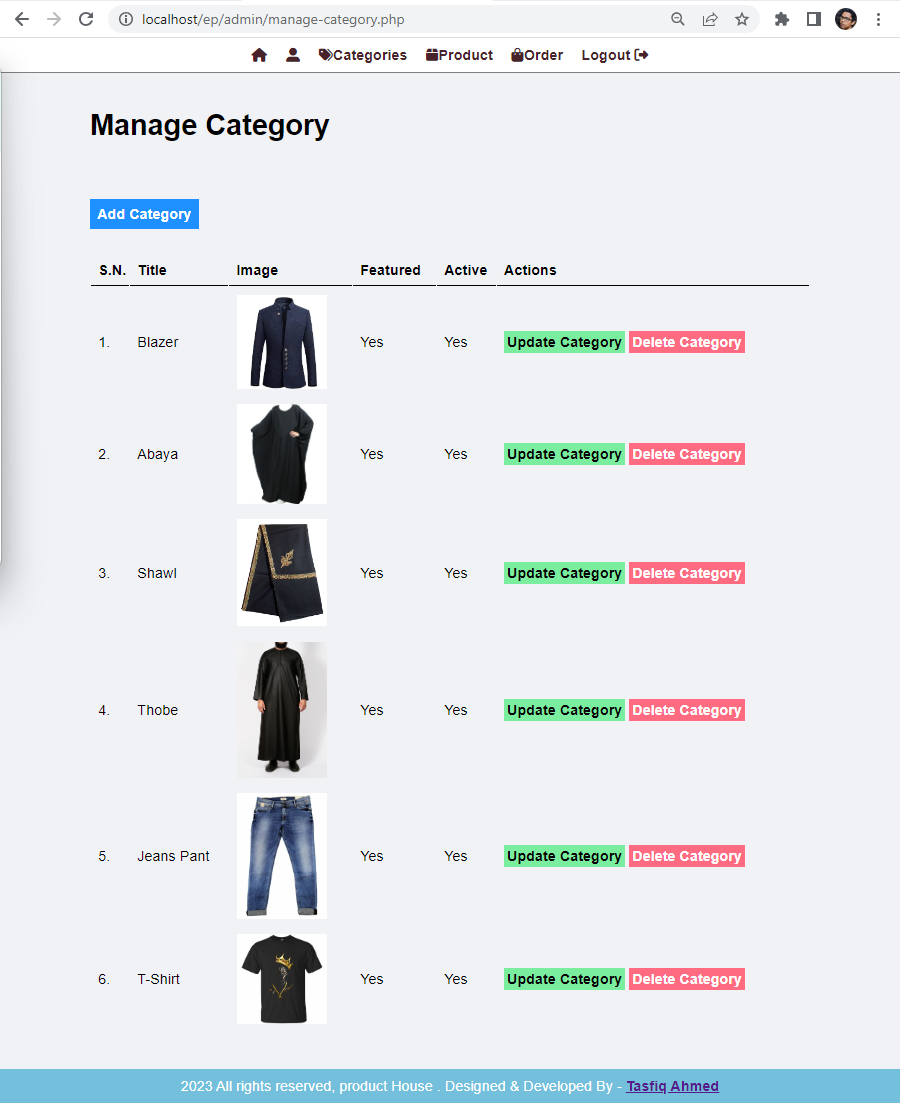 localhost/ep/admin/manage-category.php
Categories Product Order Logout
Manage Category
Add Category
S.N. Title Image Featured Active Actions
1. Blazer Yes Yes Update Category Delete Category
2. Abaya Yes Yes Update Category Delete Category
3. Shawl Yes Yes Update Category Delete Category
4. Thobe Yes Yes Update Category Delete Category
5. Jeans Pant Yes Yes Update Category Delete Category
6. T-Shirt Yes Yes Update Category Delete Category
2023 All rights reserved, product House . Designed & Developed By - Tasfiq Ahmed